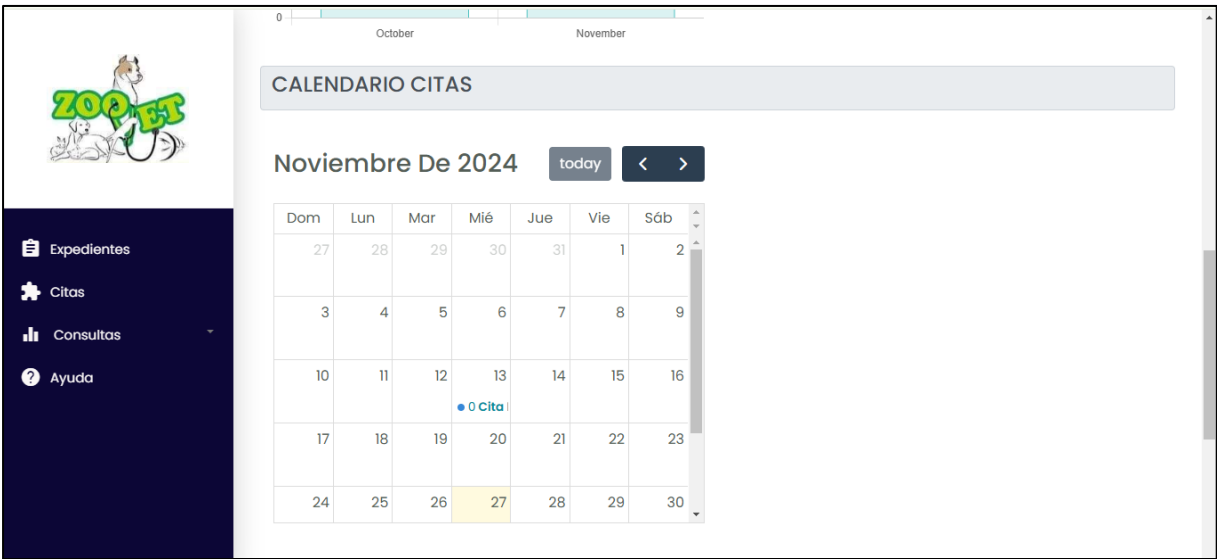 0
October November
CALENDARIO CITAS
ZOOPET
Noviembre De 2024 today
Dom Lun Mar Mié Jue Vie Sáb
Expedientes
27 28 29 30 31 1 2
Citas
3 4 5 6 7 8 9
Consultas
Ayuda
10 11 12 13 14 15 16
0 Cita
17 18 19 20 21 22 23
24 25 26 27 28 29 30